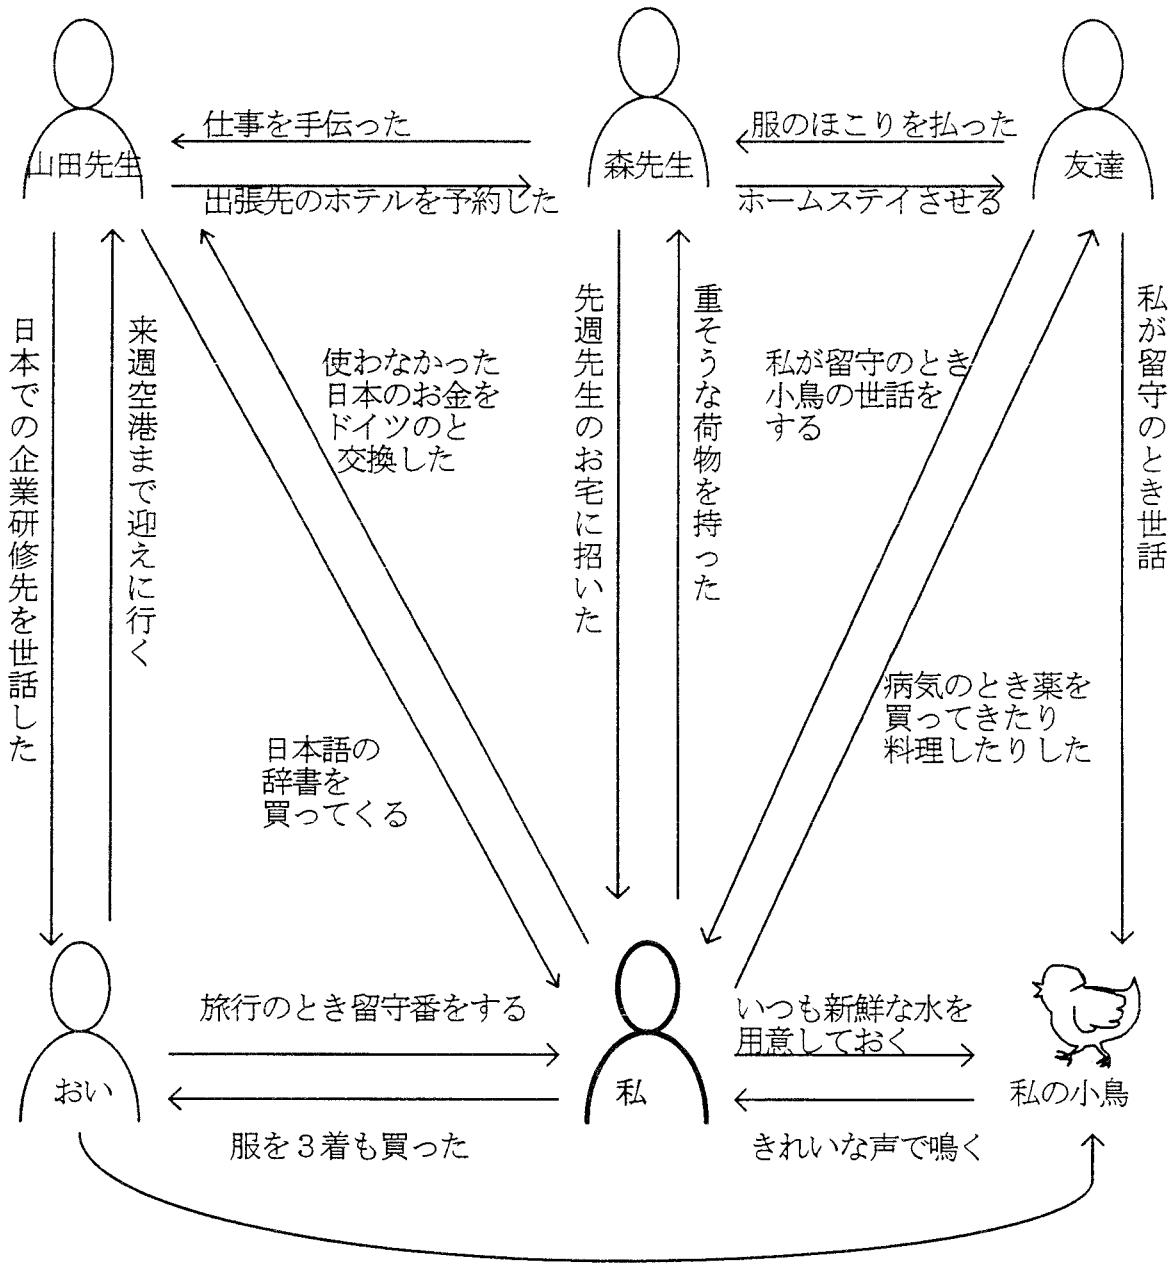 仕事を手伝った
服のほこりを払った
山田先生
森先生
友達
出張先のホテルを予約した
ホームステイさせる
日本での企業研修先を世話した
来週空港まで迎えに行く
使わなかった
日本のお金を
ドイツのと
交換した
先週先生のお宅に招いた
重そうな荷物を持った
私が留守のとき
小鳥の世話を
する
私が留守のとき世話
病気のとき薬を
買ってきたり
料理したりした
日本語の
辞書を
買ってくる
旅行のとき留守番をする
いつも新鮮な水を
用意しておく
おい
私
私の小鳥
服を3着も買った
きれいな声で鳴く